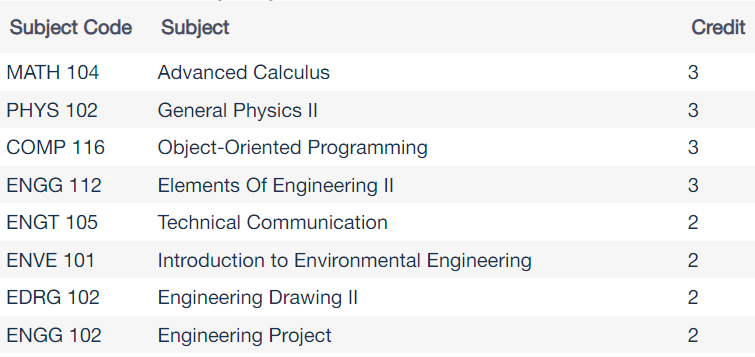 Subject Code Subject Credit
MATH 104 Advanced Calculus 3
PHYS 102 General Physics II 3
COMP 116 Object-Oriented Programming 3
ENGG 112 Elements Of Engineering II 3
ENGT 105 Technical Communication 2
ENVE 101 Introduction to Environmental Engineering 2
EDRG 102 Engineering Drawing II 2
ENGG 102 Engineering Project 2